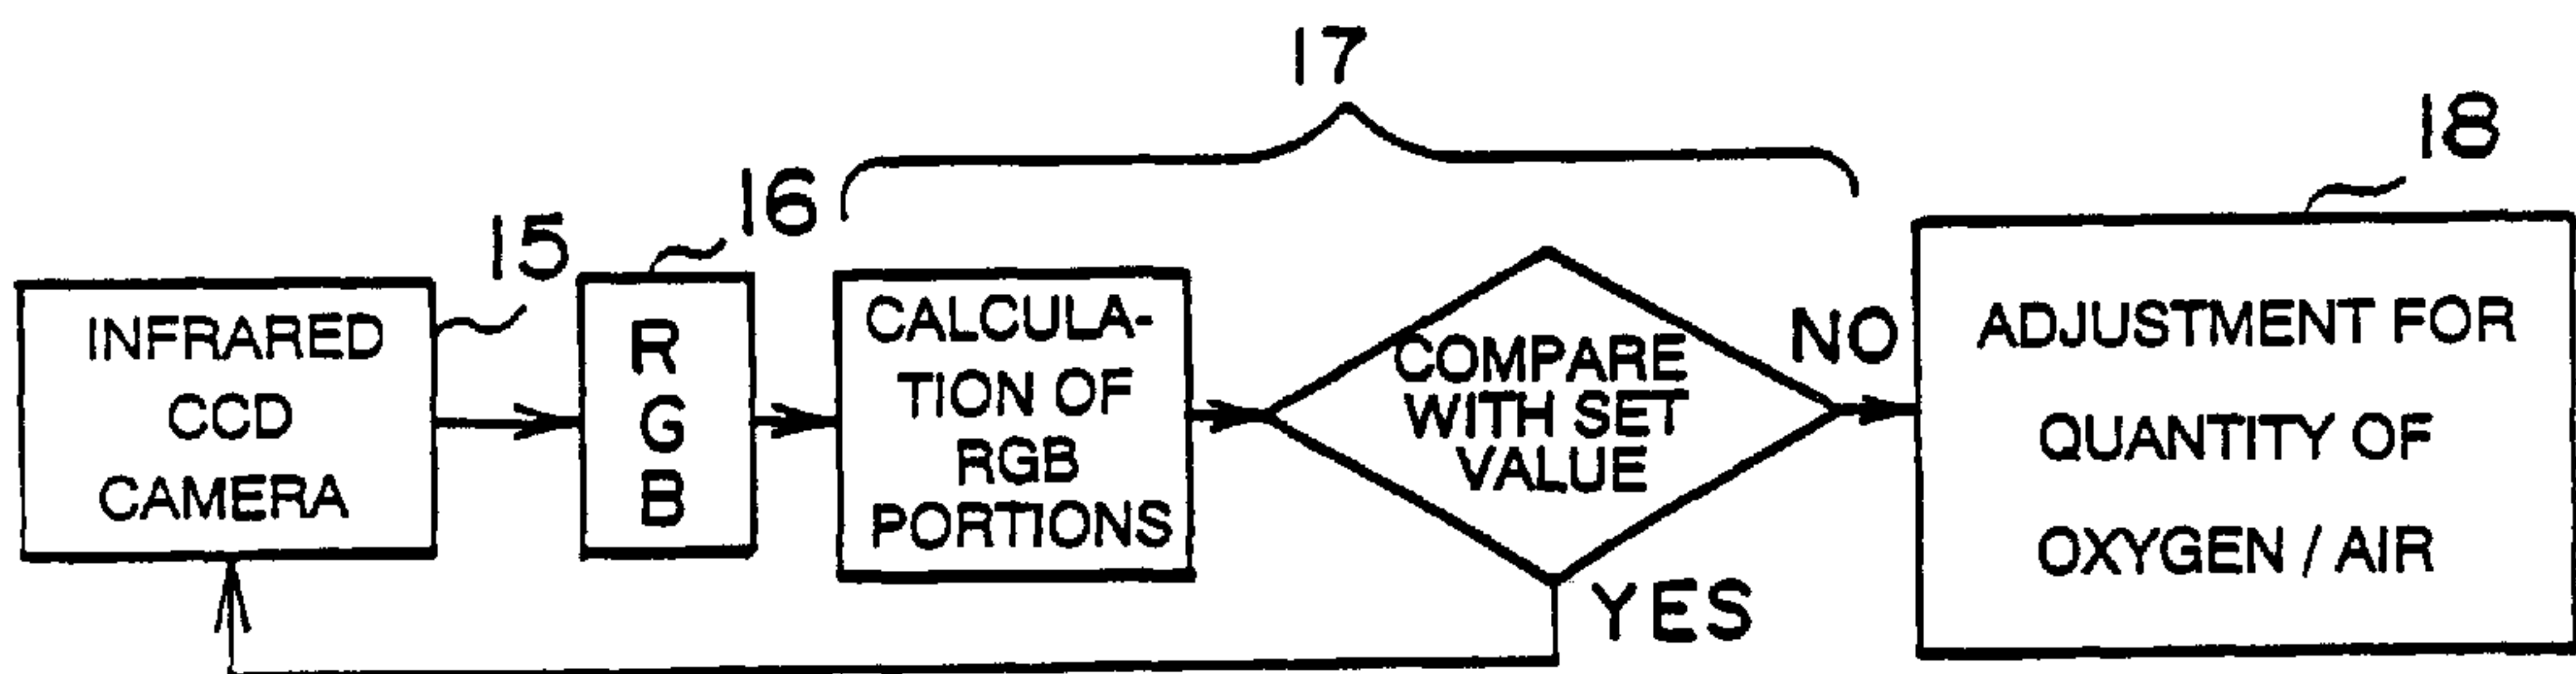 17
18
16
15
INFRARED
CCD
CAMERA
R
G
B
CALCULA-
TION OF
RGB
PORTIONS
COMPARE
WITH SET
VALUE
NO
YES
ADJUSTMENT FOR
QUANTITY OF
OXYGEN / AIR